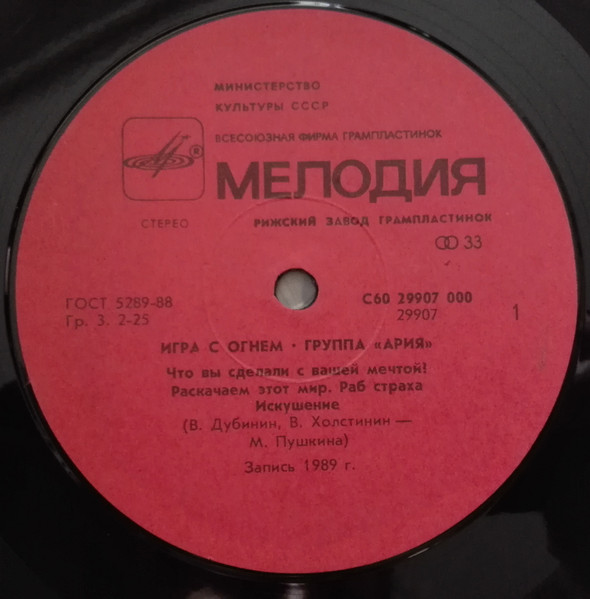 МИНИСТЕРСТВО
КУЛЬТУРЫ СССР
ВСЕСОЮЗНАЯ ФИРМА ГРАМПЛАСТИНОК
®
МЕЛОДИЯ
СТЕРЕО
РИЖСКИЙ ЗАВОД ГРАМПЛАСТИНОК
33
ГОСТ 5289-88
Гр. 3. 2-25
С60 29907 000
29907
1
ИГРА С ОГНЕМ · ГРУППА «АРИЯ»
Что вы сделали с вашей мечтой!
Раскачаем этот мир. Раб страха
Искушение
(В. Дубинин, В. Холстинин —
М. Пушкина)
Запись 1989 г.